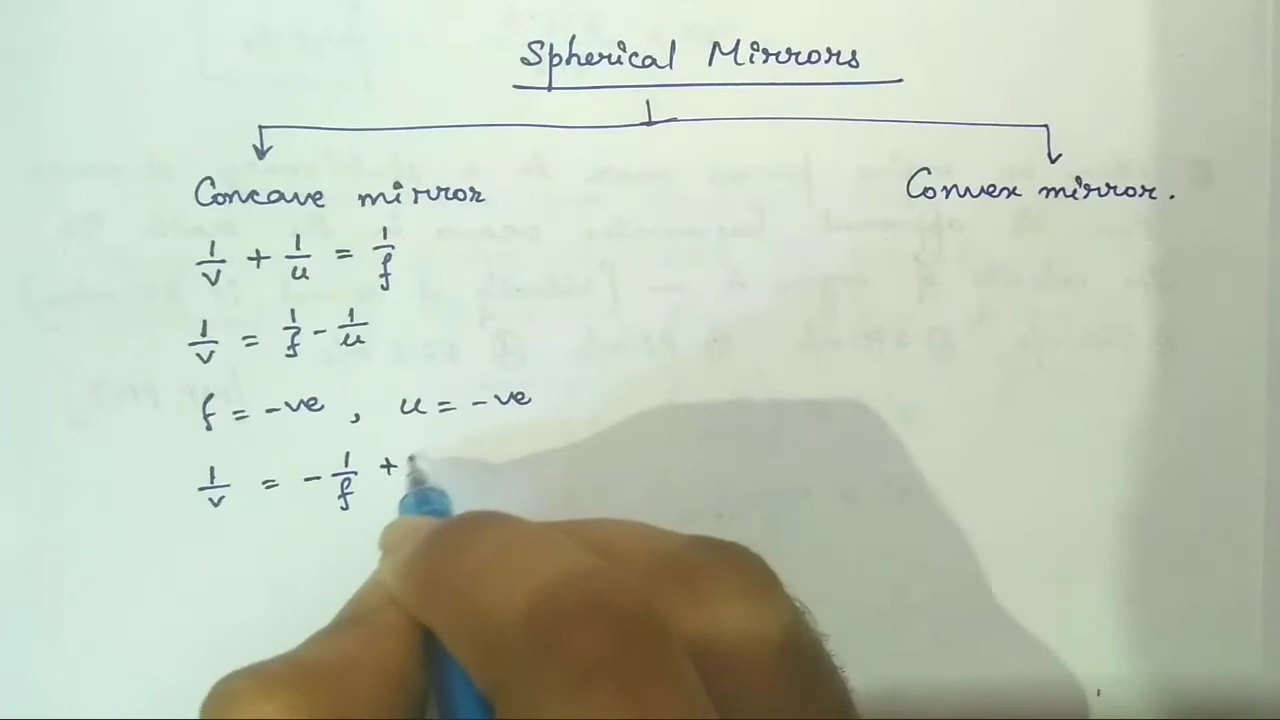 Spherical Mirrors
Concave mirror
Convex mirror.
1/v + 1/u = 1/f
1/v = 1/f - 1/u
f = -ve , u = -ve
1/v = - 1/f +